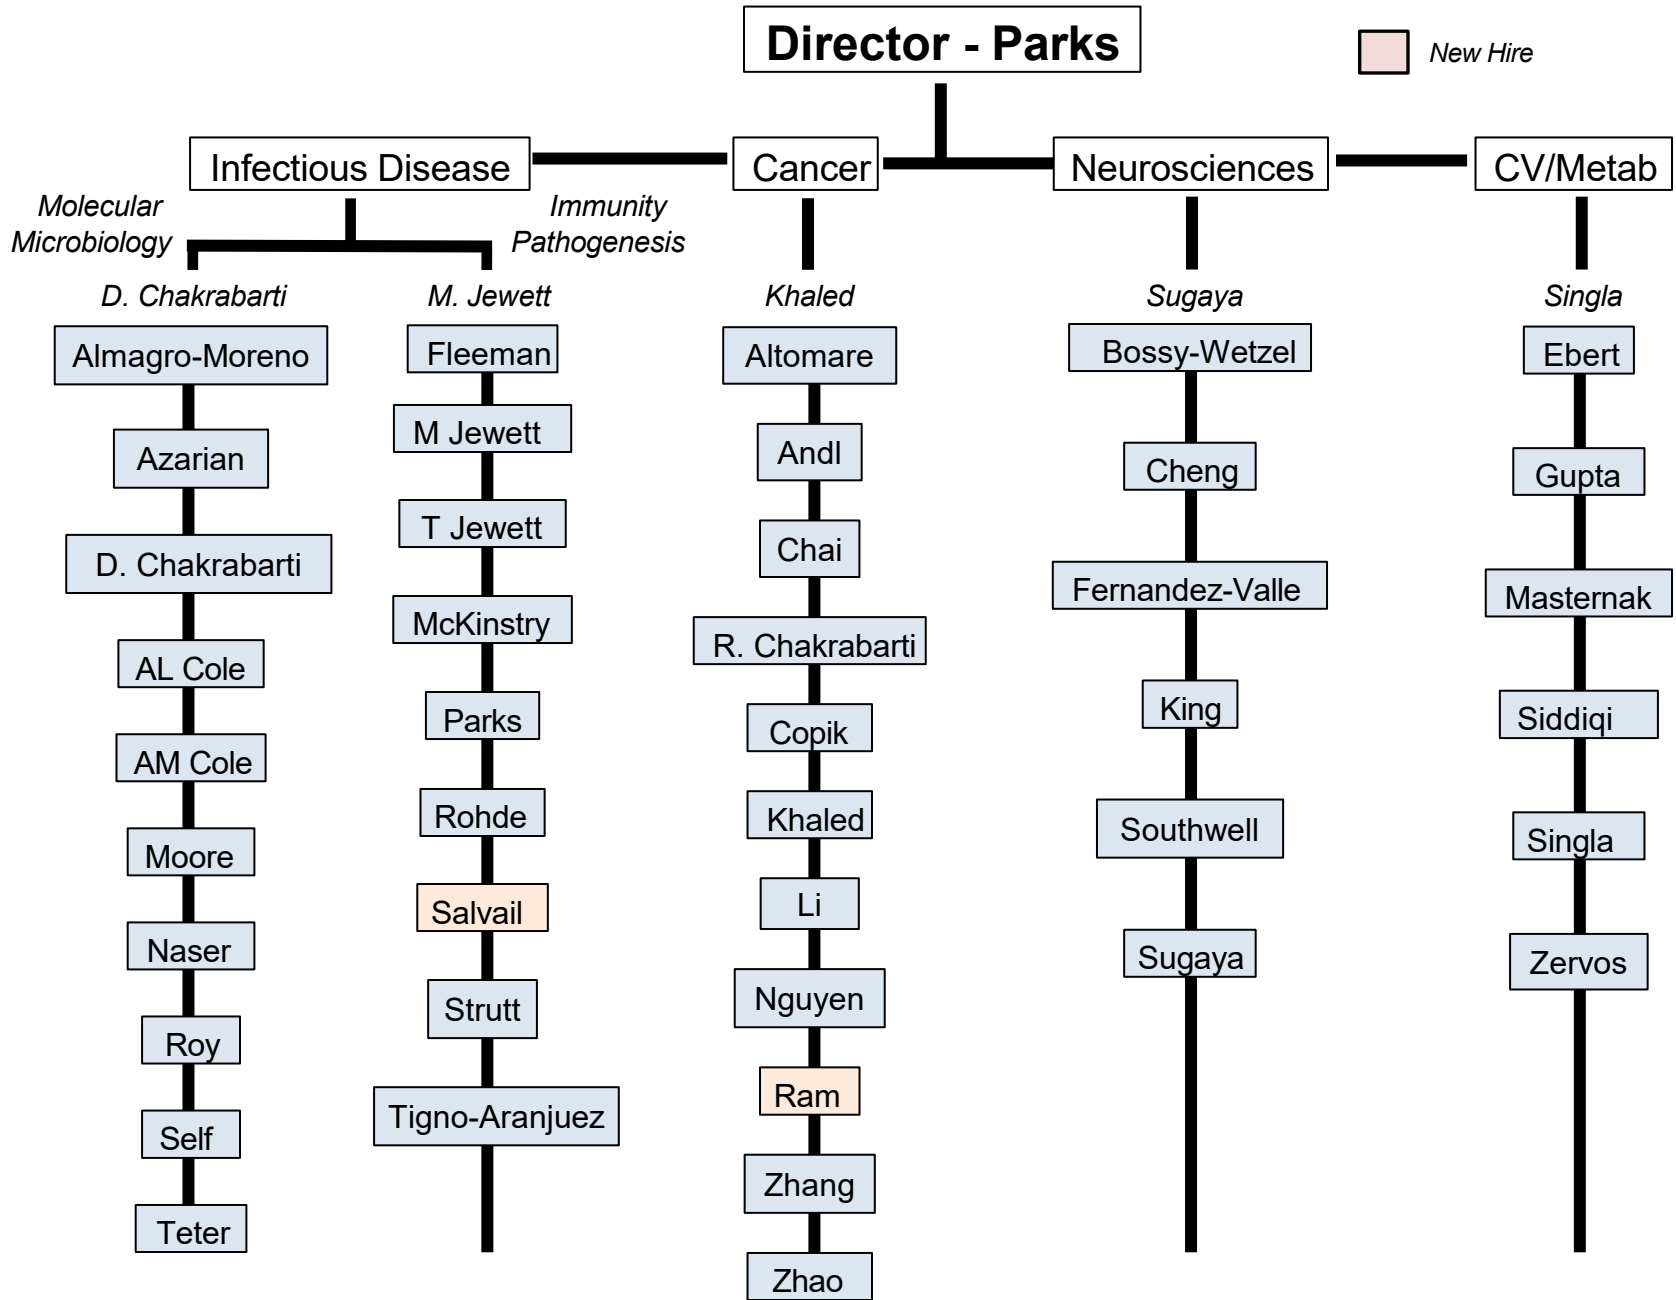 Director - Parks
New Hire
Infectious Disease
Cancer
Neurosciences
CV/Metab
Molecular
Microbiology
Immunity
Pathogenesis
D. Chakrabarti
Almagro-Moreno
Azarian
D. Chakrabarti
AL Cole
AM Cole
Moore
Naser
Roy
Self
Teter
M. Jewett
Fleeman
M Jewett
T Jewett
McKinstry
Parks
Rohde
Salvail
Strutt
Tigno-Aranjuez
Khaled
Altomare
Andl
Chai
R. Chakrabarti
Copik
Khaled
Li
Nguyen
Ram
Zhang
Zhao
Sugaya
Bossy-Wetzel
Cheng
Fernandez-Valle
King
Southwell
Sugaya
Singla
Ebert
Gupta
Masternak
Siddiqi
Singla
Zervos